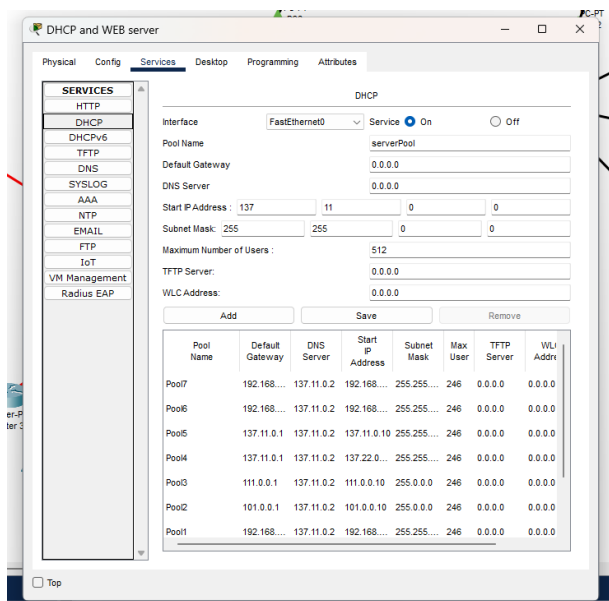 DHCP and WEB server
Physical Config Services Desktop Programming Attributes
SERVICES
HTTP
DHCP
DHCPv6
TFTP
DNS
SYSLOG
AAA
NTP
EMAIL
FTP
IoT
VM Management
Radius EAP
DHCP
Interface FastEthernet0 Service On Off
Pool Name serverPool
Default Gateway 0.0.0.0
DNS Server 0.0.0.0
Start IP Address : 137 11 0 0
Subnet Mask: 255 255 0 0
Maximum Number of Users : 512
TFTP Server: 0.0.0.0
WLC Address: 0.0.0.0
Add Save Remove
Pool Name Default Gateway DNS Server Start IP Address Subnet Mask Max User TFTP Server
Pool7 192.168.... 137.11.0.2 192.168.... 255.255.... 246 0.0.0.0 0.0.0.0
Pool6 192.168.... 137.11.0.2 192.168.... 255.255.... 246 0.0.0.0 0.0.0.0
Pool5 137.11.0.1 137.11.0.2 137.11.0.10 255.255.... 246 0.0.0.0 0.0.0.0
Pool4 137.11.0.1 137.11.0.2 137.22.0... 255.255.... 246 0.0.0.0 0.0.0.0
Pool3 111.0.0.1 137.11.0.2 111.0.0.10 255.0.0.0 246 0.0.0.0 0.0.0.0
Pool2 101.0.0.1 137.11.0.2 101.0.0.10 255.0.0.0 246 0.0.0.0 0.0.0.0
Pool1 192.168.... 137.11.0.2 192.168.... 255.255.... 246 0.0.0.0 0.0.0.0
Top